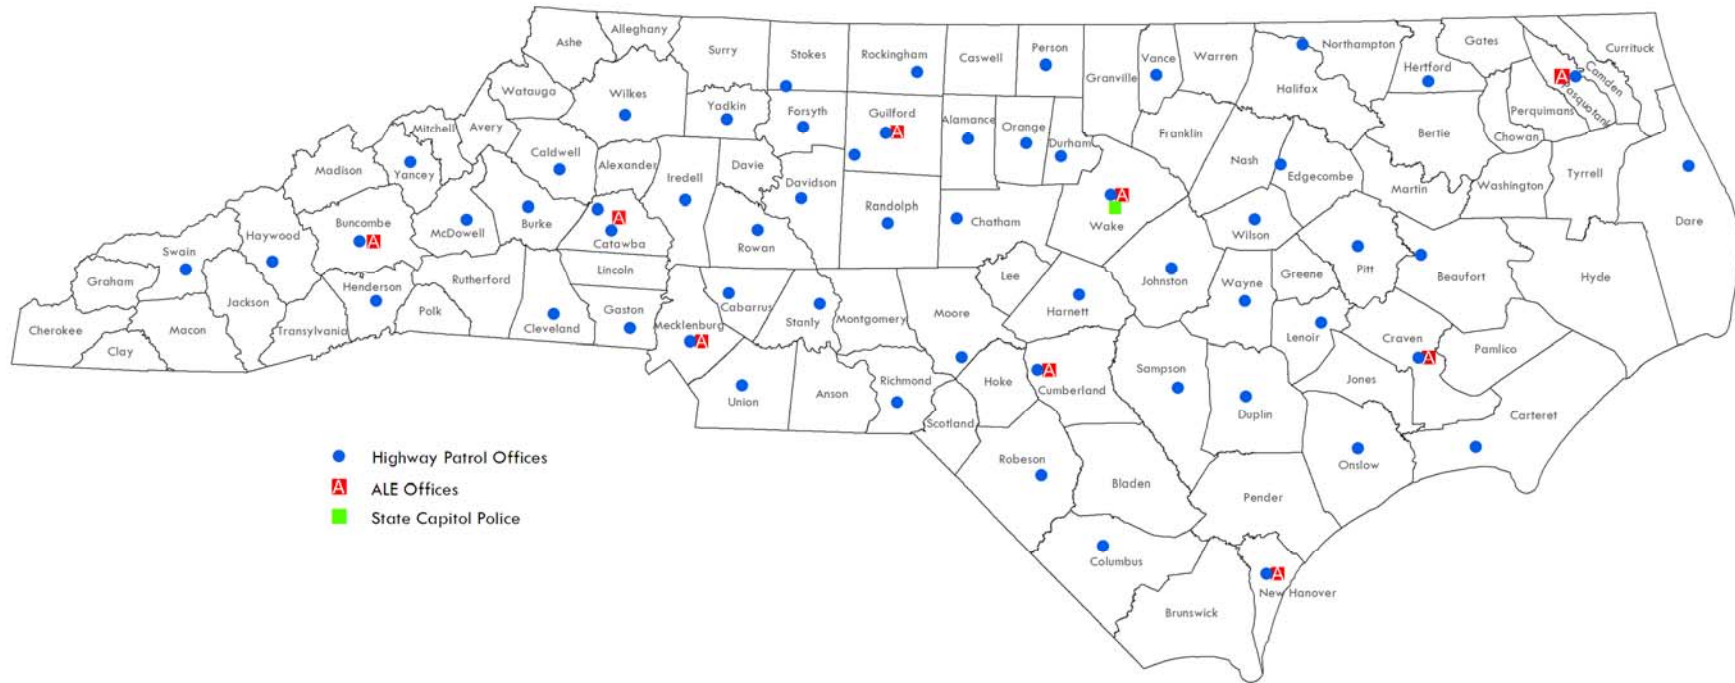 Alleghany
Ashe
Surry
Stokes
Rockingham
Caswell
Person
Granville
Vance
Warren
Northampton
Gates
Currituck
Camden
Pasquotank
Perquimans
Chowan
Hertford
Halifax
Bertie
Watauga
Wilkes
Yadkin
Forsyth
Guilford
A
Alamance
Orange
Durham
Franklin
Nash
Edgecombe
Martin
Washington
Tyrrell
Dare
A
Mitchell
Avery
Caldwell
Alexander
Iredell
Davie
Davidson
Randolph
Chatham
Wake
A
Wilson
Pitt
Beaufort
Hyde
Madison
Yancey
Buncombe
A
McDowell
Burke
Catawba
A
Rowan
Haywood
Swain
Graham
Jackson
Cherokee
Clay
Macon
Transylvania
Henderson
Polk
Rutherford
Cleveland
Lincoln
Gaston
Mecklenburg
A
Cabarrus
Stanly
Montgomery
Moore
Lee
Harnett
Johnston
Wayne
Greene
Lenoir
Craven
A
Pamlico
Jones
Carteret
Union
Anson
Richmond
Hoke
Scotland
Cumberland
A
Sampson
Duplin
Onslow
Robeson
Bladen
Pender
Columbus
Brunswick
New Hanover
A
Highway Patrol Offices
A ALE Offices
State Capitol Police